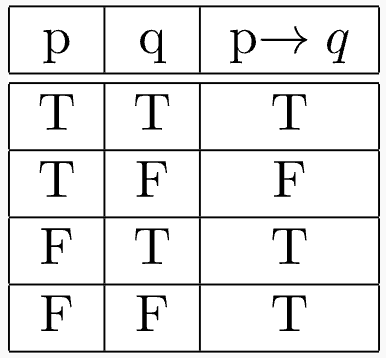 p q p→ q
T T T
T F F
F T T
F F T